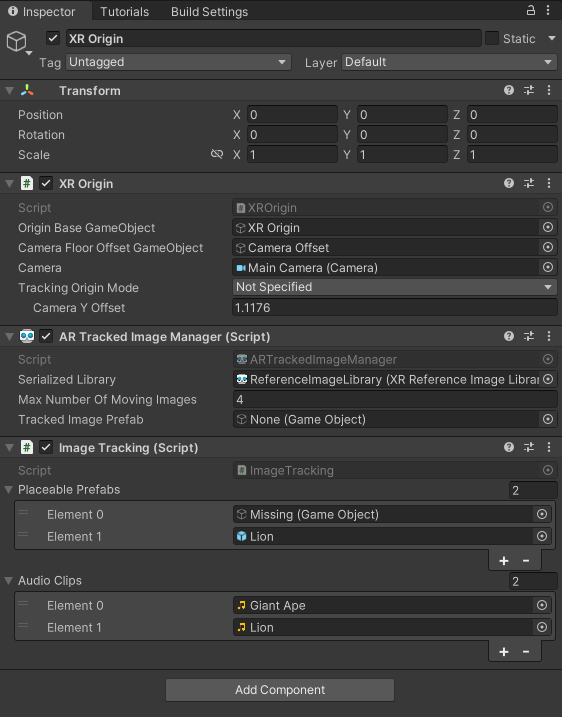 Inspector Tutorials Build Settings
XR Origin Static
Tag Untagged Layer Default
Transform
Position X 0 Y 0 Z 0
Rotation X 0 Y 0 Z 0
Scale X 1 Y 1 Z 1
# XR Origin
Script # XROrigin
Origin Base GameObject XR Origin
Camera Floor Offset GameObject Camera Offset
Camera Main Camera (Camera)
Tracking Origin Mode Not Specified
Camera Y Offset 1.1176
AR Tracked Image Manager (Script)
Script ARTrackedImageManager
Serialized Library ReferenceImageLibrary (XR Reference Image Librar
Max Number Of Moving Images 4
Tracked Image Prefab None (Game Object)
# Image Tracking (Script)
Script # ImageTracking
Placeable Prefabs 2
Element 0 Missing (Game Object)
Element 1 Lion
+ -
Audio Clips 2
Element 0 Giant Ape
Element 1 Lion
+ -
Add Component